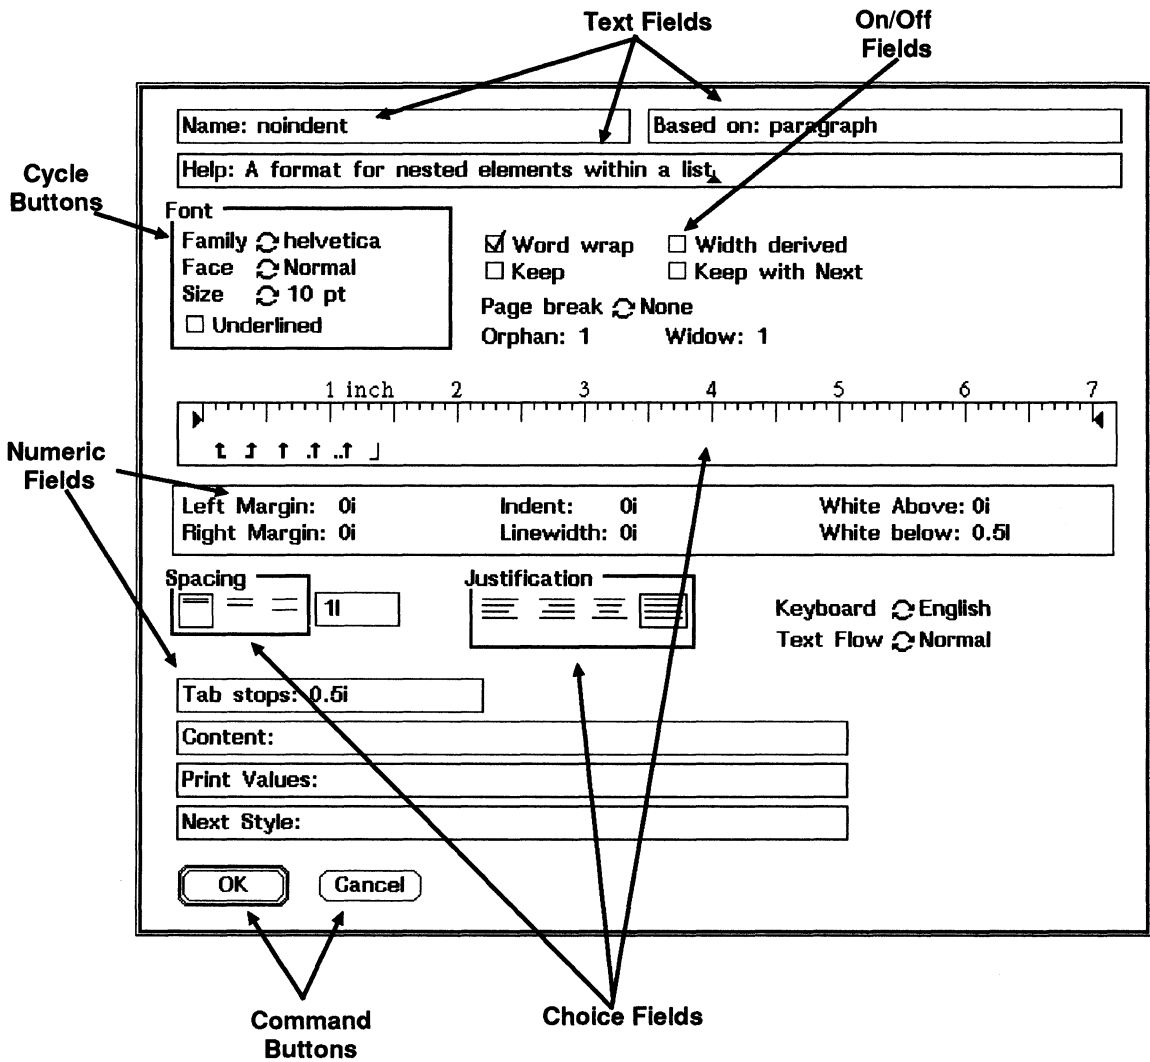 Text Fields
On/Off
Fields
Name: noindent
Based on: paragraph
Help: A format for nested elements within a list
Cycle
Buttons
Font
Family helvetica
Face Normal
Size 10 pt
Underlined
Word wrap
Width derived
Keep
Keep with Next
Page break None
Orphan: 1
Widow: 1
1 inch 2 3 4 5 6 7
Numeric
Fields
Left Margin: 0i
Indent: 0i
White Above: 0i
Right Margin: 0i
Linewidth: 0i
White below: 0.5l
Spacing
1l
Justification
Keyboard English
Text Flow Normal
Tab stops: 0.5i
Content:
Print Values:
Next Style:
OK
Cancel
Command
Buttons
Choice Fields